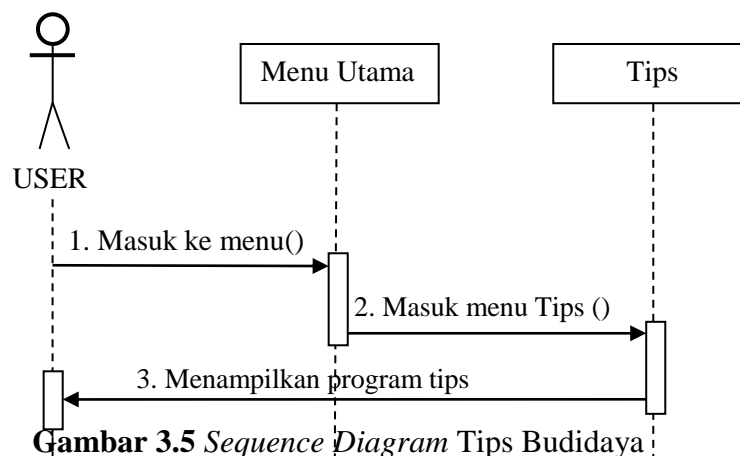 Menu Utama
Tips
USER
1. Masuk ke menu()
2. Masuk menu Tips ()
3. Menampilkan program tips
Gambar 3.5 Sequence Diagram Tips Budidaya